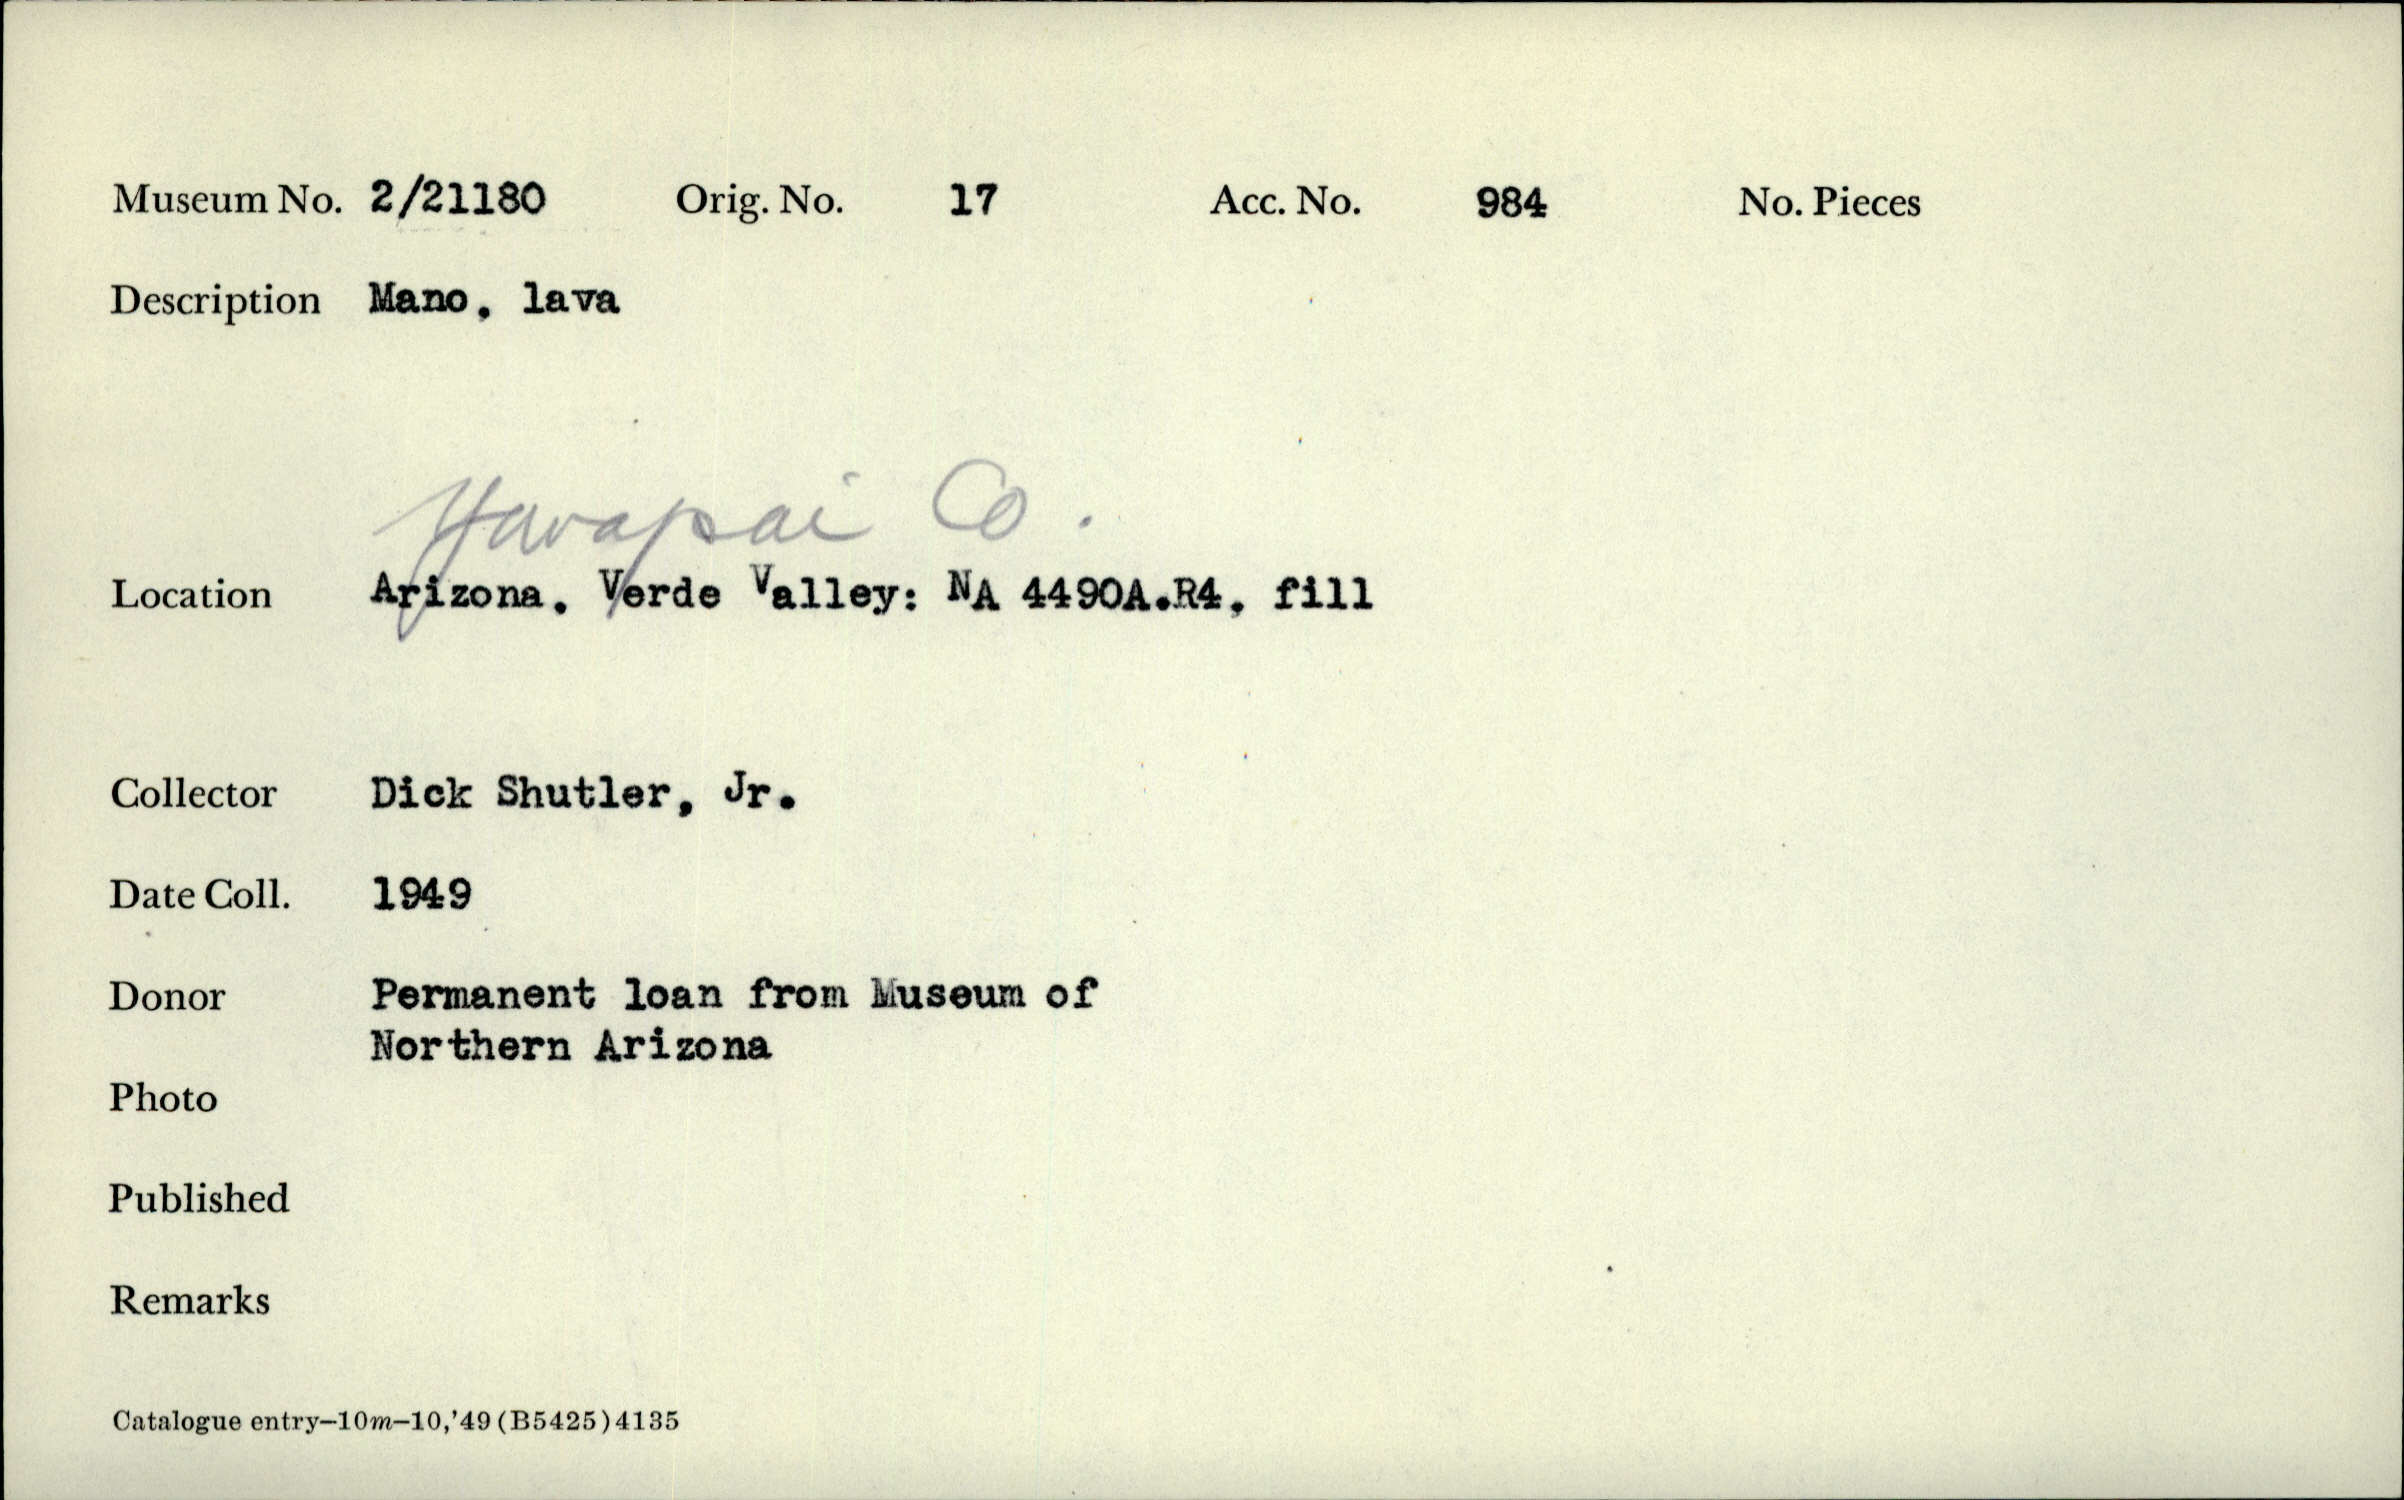 Museum No. 2/21180 Orig. No. 17 Acc. No. 984 No. Pieces
Description Mano, lava
Yavapai Co.
Location Arizona. Verde Valley: NA 4490A.R4, fill
Collector Dick Shutler, Jr.
Date Coll. 1949
Donor Permanent loan from Museum of
Northern Arizona
Photo
Published
Remarks
Catalogue entry–10m–10,'49 (B5425) 4135